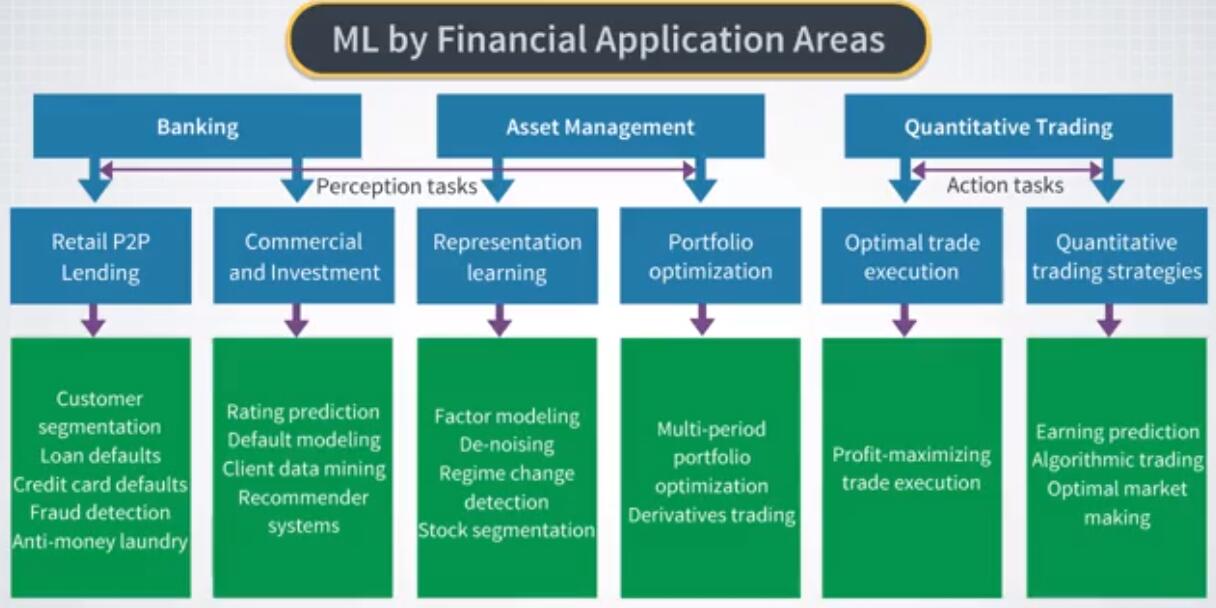 ML by Financial Application Areas
Banking
Asset Management
Quantitative Trading
Perception tasks
Action tasks
Retail P2P
Lending
Commercial
and Investment
Representation
learning
Portfolio
optimization
Optimal trade
execution
Quantitative
trading strategies
Customer
segmentation
Loan defaults
Credit card defaults
Fraud detection
Anti-money laundry
Rating prediction
Default modeling
Client data mining
Recommender
systems
Factor modeling
De-noising
Regime change
detection
Stock segmentation
Multi-period
portfolio
optimization
Derivatives trading
Profit-maximizing
trade execution
Earning prediction
Algorithmic trading
Optimal market
making